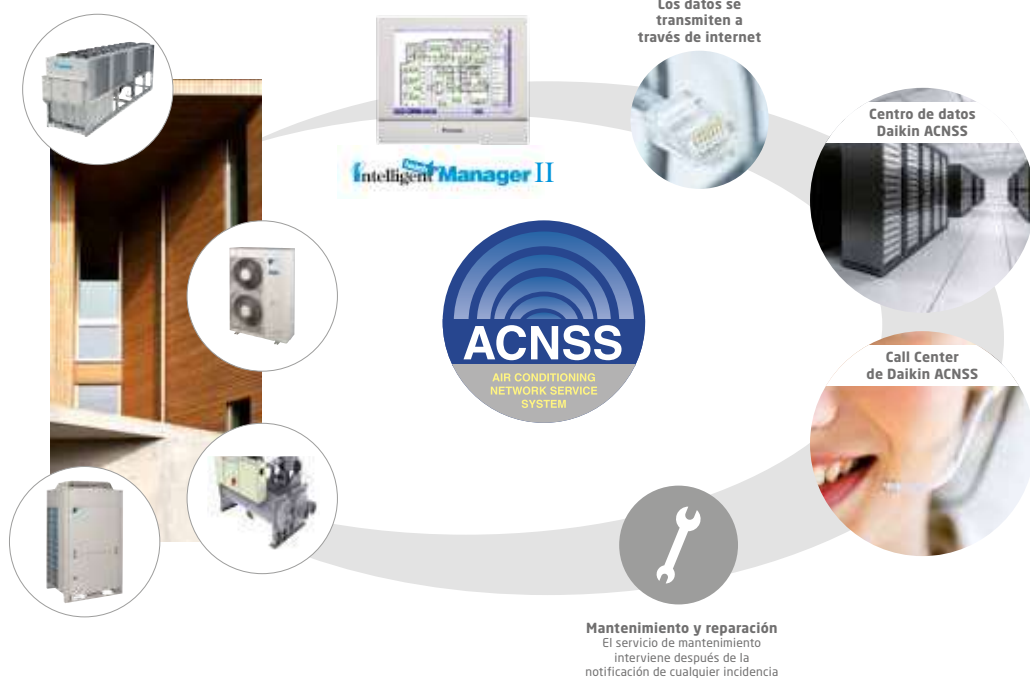 Los datos se
transmiten a
través de internet
Centro de datos
Daikin ACNSS
Intelligent Manager II
ACNSS
AIR CONDITIONING
NETWORK SERVICE
SYSTEM
Call Center
de Daikin ACNSS
Mantenimiento y reparación
El servicio de mantenimiento
interviene después de la
notificación de cualquier incidencia